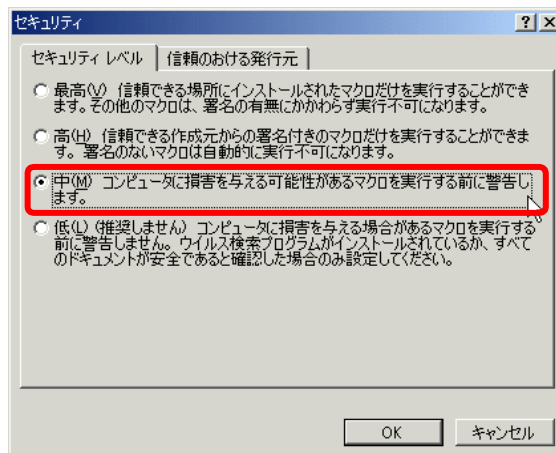 セキュリティ
セキュリティ レベル 信頼のおける発行元
最高(V) 信頼できる場所にインストールされたマクロだけを実行することができ
ます。その他のマクロは、署名の有無にかかわらず実行不可になります。
高(H) 信頼できる作成元からの署名付きのマクロだけを実行することができま
す。署名のないマクロは自動的に実行不可になります。
中(M) コンピュータに損害を与える可能性があるマクロを実行する前に警告し
ます。
低(L) (推奨しません) コンピュータに損害を与える場合があるマクロを実行する
前に警告しません。ウイルス検索プログラムがインストールされているか、すべて
のドキュメントが安全であると確認した場合のみ設定してください。
OK キャンセル